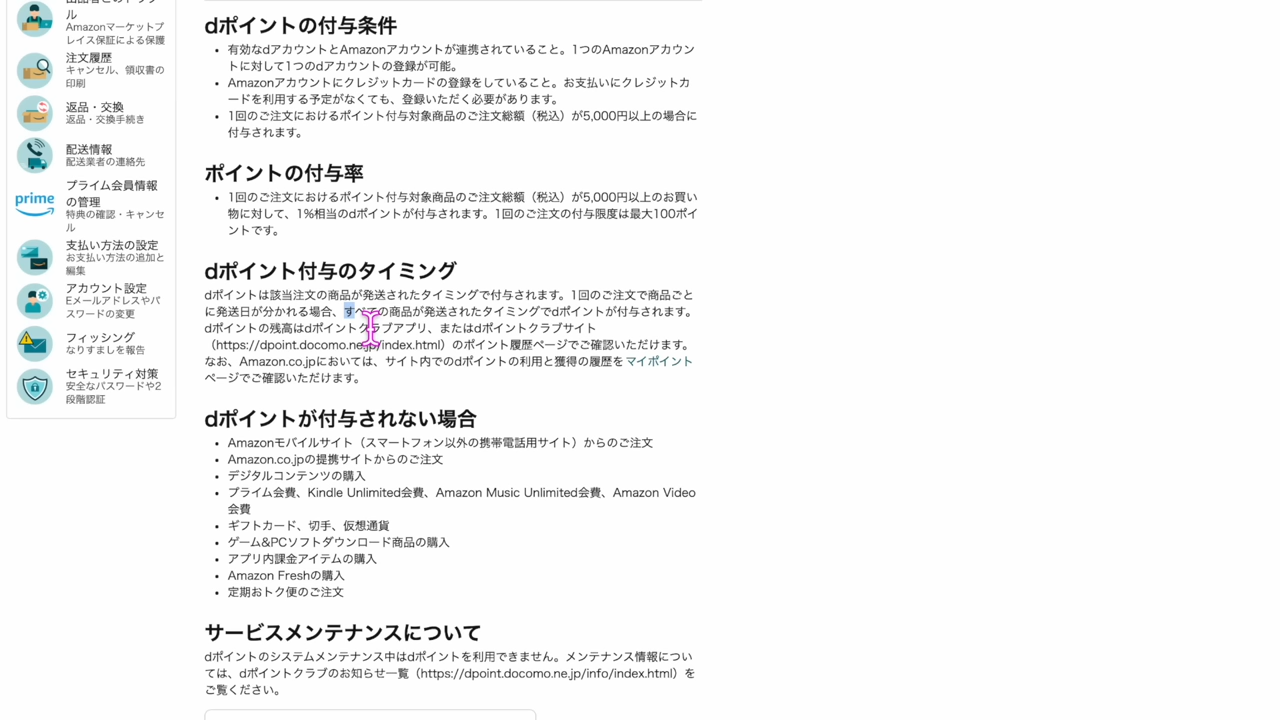 出品者とのトラブ
ル
Amazonマーケットプ
レイス保証による保護
注文履歴
キャンセル、領収書の
印刷
返品・交換
返品・交換手続き
配送情報
配送業者の連絡先
prime
プライム会員情報
の管理
特典の確認・キャンセ
ル
支払い方法の設定
お支払い方法の追加と
編集
アカウント設定
Eメールアドレスやパ
スワードの変更
フィッシング
なりすましを報告
セキュリティ対策
安全なパスワードや2
段階認証
dポイントの付与条件
• 有効なdアカウントとAmazonアカウントが連携されていること。1つのAmazonアカウン
トに対して1つのdアカウントの登録が可能。
• Amazonアカウントにクレジットカードの登録をしていること。お支払いにクレジットカ
ードを利用する予定がなくても、登録いただく必要があります。
• 1回のご注文におけるポイント付与対象商品のご注文総額（税込）が5,000円以上の場合に
付与されます。
ポイントの付与率
• 1回のご注文におけるポイント付与対象商品のご注文総額（税込）が5,000円以上のお買い
物に対して、1%相当のdポイントが付与されます。1回のご注文の付与限度は最大100ポイ
ントです。
dポイント付与のタイミング
dポイントは該当注文の商品が発送されたタイミングで付与されます。1回のご注文で商品ごと
に発送日が分かれる場合、すべての商品が発送されたタイミングでdポイントが付与されます。
dポイントの残高はdポイントクラブアプリ、またはdポイントクラブサイト
（https://dpoint.docomo.ne.jp/index.html）のポイント履歴ページでご確認いただけます。
なお、Amazon.co.jpにおいては、サイト内でのdポイントの利用と獲得の履歴をマイポイント
ページでご確認いただけます。
dポイントが付与されない場合
• Amazonモバイルサイト（スマートフォン以外の携帯電話用サイト）からのご注文
• Amazon.co.jpの提携サイトからのご注文
• デジタルコンテンツの購入
• プライム会費、Kindle Unlimited会費、Amazon Music Unlimited会費、Amazon Video
会費
• ギフトカード、切手、仮想通貨
• ゲーム&PCソフトダウンロード商品の購入
• アプリ内課金アイテムの購入
• Amazon Freshの購入
• 定期おトク便のご注文
サービスメンテナンスについて
dポイントのシステムメンテナンス中はdポイントを利用できません。メンテナンス情報につい
ては、dポイントクラブのお知らせ一覧（https://dpoint.docomo.ne.jp/info/index.html）を
ご覧ください。